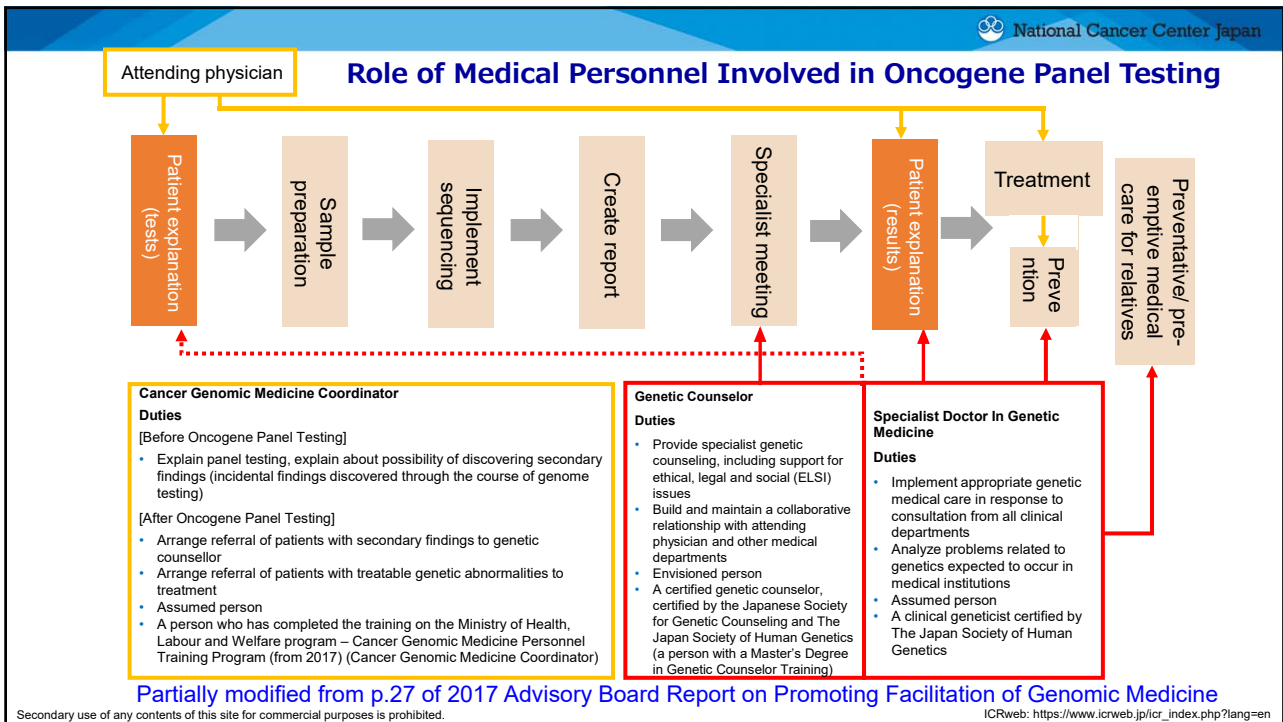 National Cancer Center Japan
Attending physician
Role of Medical Personnel Involved in Oncogene Panel Testing
Patient explanation
(tests)
Sample
preparation
Implement
sequencing
Create report
Specialist meeting
Patient explanation
(results)
Treatment
Preve
ntion
Preventative/ pre-
emptive medical
care for relatives
Cancer Genomic Medicine Coordinator
Duties
[Before Oncogene Panel Testing]
• Explain panel testing, explain about possibility of discovering secondary
findings (incidental findings discovered through the course of genome
testing)
[After Oncogene Panel Testing]
• Arrange referral of patients with secondary findings to genetic
counsellor
• Arrange referral of patients with treatable genetic abnormalities to
treatment
• Assumed person
• A person who has completed the training on the Ministry of Health,
Labour and Welfare program – Cancer Genomic Medicine Personnel
Training Program (from 2017) (Cancer Genomic Medicine Coordinator)
Genetic Counselor
Duties
• Provide specialist genetic
counseling, including support for
ethical, legal and social (ELSI)
issues
• Build and maintain a collaborative
relationship with attending
physician and other medical
departments
• Envisioned person
• A certified genetic counselor,
certified by the Japanese Society
for Genetic Counseling and The
Japan Society of Human Genetics
(a person with a Master's Degree
in Genetic Counselor Training)
Specialist Doctor In Genetic
Medicine
Duties
• Implement appropriate genetic
medical care in response to
consultation from all clinical
departments
• Analyze problems related to
genetics expected to occur in
medical institutions
• Assumed person
• A clinical geneticist certified by
The Japan Society of Human
Genetics
Partially modified from p.27 of 2017 Advisory Board Report on Promoting Facilitation of Genomic Medicine
Secondary use of any contents of this site for commercial purposes is prohibited.
ICRweb: https://www.icrweb.jp/icr_index.php?lang=en